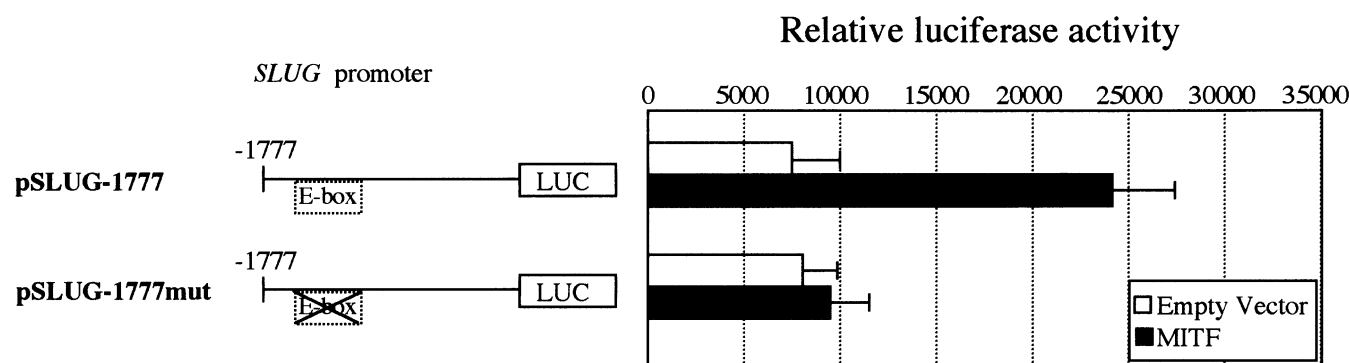 Relative luciferase activity
SLUG promoter
0 5000 10000 15000 20000 25000 30000 35000
-1777
pSLUG-1777
E-box
LUC
-1777
pSLUG-1777mut
E-box
LUC
Empty Vector
MITF